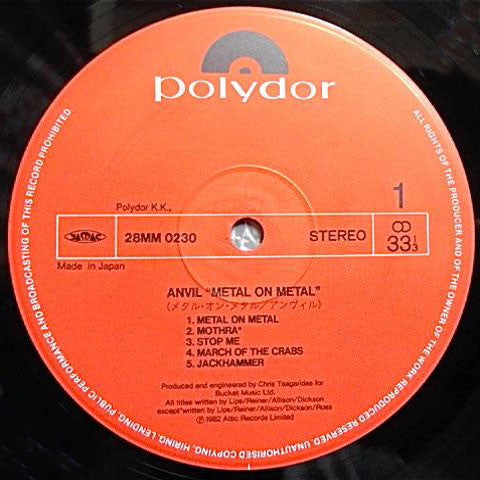 polydor
ALL RIGHTS OF THE PRODUCER AND OF THE OWNER OF THE WORK REPRODUCED RESERVED. UNAUTHORISED COPYING, HIRING, LENDING, PUBLIC PERFORMANCE AND BROADCASTING OF THIS RECORD PROHIBITED.
1
Polydor K.K.,
JASRAC
28MM 0230
STEREO
33⅓
Made in Japan
ANVIL "METAL ON METAL"
(メタル・オン・メタル/アンヴィル)
1. METAL ON METAL
2. MOTHRA*
3. STOP ME
4. MARCH OF THE CRABS
5. JACKHAMMER
Produced and engineered by Chris Tsagarides for
Bucket Music Ltd.
All titles written by Lips/Reiner/Allison/Dickson
except*written by Lips/Reiner/Allison/Dickson/Ross
℗1982 Attic Records Limited